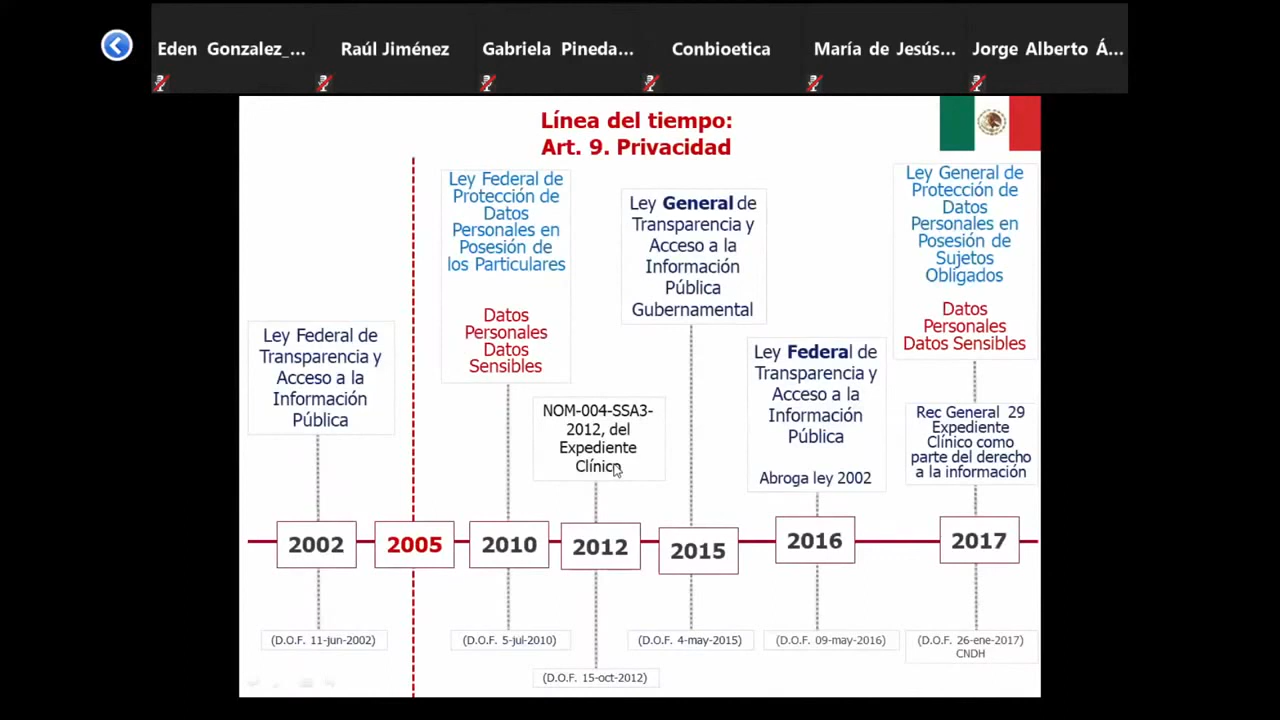 Eden Gonzalez_...
Raúl Jiménez
Gabriela Pineda...
Conbioetica
María de Jesús...
Jorge Alberto Á...
Línea del tiempo:
Art. 9. Privacidad
Ley Federal de
Transparencia y
Acceso a la
Información
Pública
Ley Federal de
Protección de
Datos
Personales en
Posesión de
los Particulares
Datos
Personales
Datos
Sensibles
NOM-004-SSA3-
2012, del
Expediente
Clínico
Ley General de
Transparencia y
Acceso a la
Información
Pública
Gubernamental
Ley Federal de
Transparencia y
Acceso a la
Información
Pública
Abroga ley 2002
Ley General de
Protección de
Datos
Personales en
Posesión de
Sujetos
Obligados
Datos
Personales
Datos Sensibles
Rec General 29
Expediente
Clínico como
parte del derecho
a la información
2002
2005
2010
2012
2015
2016
2017
(D.O.F. 11-jun-2002)
(D.O.F. 5-jul-2010)
(D.O.F. 15-oct-2012)
(D.O.F. 4-may-2015)
(D.O.F. 09-may-2016)
(D.O.F. 26-ene-2017)
CNDH